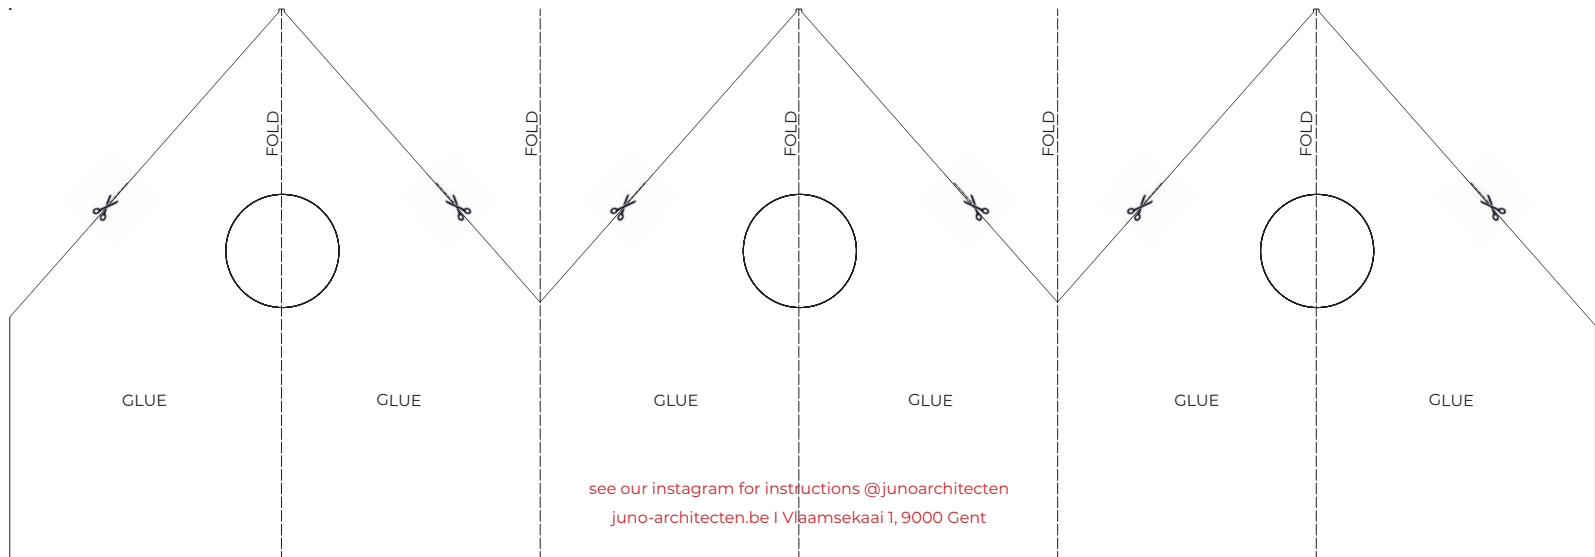 FOLD
FOLD
FOLD
FOLD
FOLD
GLUE
GLUE
GLUE
GLUE
GLUE
GLUE
see our instagram for instructions @junoarchitecten
juno-architecten.be I Vlaamsekaai 1, 9000 Gent